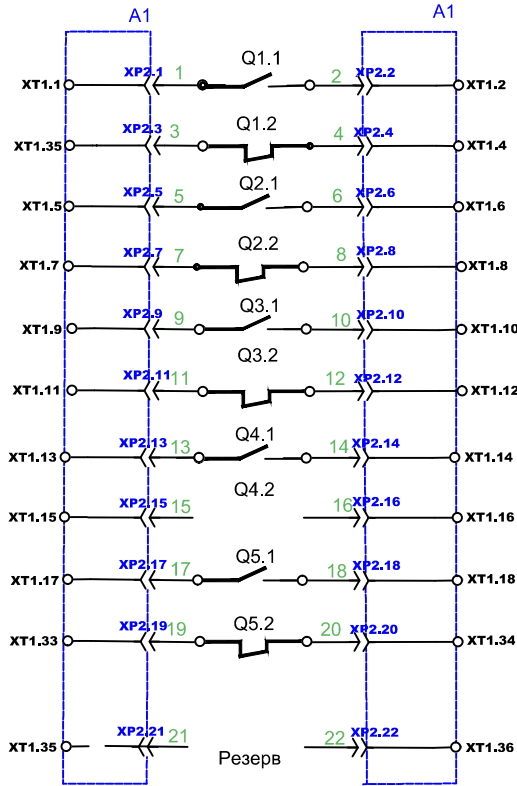 A1 A1
Q1.1
XT1.1 XP2.1 1 2 XP2.2 XT1.2
Q1.2
XT1.35 XP2.3 3 4 XP2.4 XT1.4
Q2.1
XT1.5 XP2.5 5 6 XP2.6 XT1.6
Q2.2
XT1.7 XP2.7 7 8 XP2.8 XT1.8
Q3.1
XT1.9 XP2.9 9 10 XP2.10 XT1.10
Q3.2
XT1.11 XP2.11 11 12 XP2.12 XT1.12
Q4.1
XT1.13 XP2.13 13 14 XP2.14 XT1.14
Q4.2
XT1.15 XP2.15 15 16 XP2.16 XT1.16
Q5.1
XT1.17 XP2.17 17 18 XP2.18 XT1.18
Q5.2
XT1.33 XP2.19 19 20 XP2.20 XT1.34
XT1.35 XP2.21 21 22 XP2.22 XT1.36
Резерв